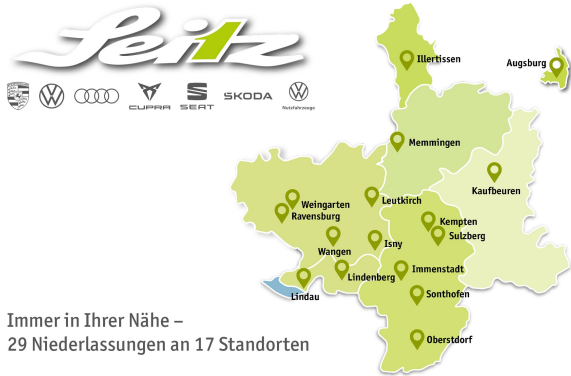 Seitz
CUPRA
SEAT
SKODA
Nutzfahrzeuge
Illertissen
Augsburg
Memmingen
Kaufbeuren
Leutkirch
Weingarten
Ravensburg
Kempten
Sulzberg
Wangen
Isny
Lindenberg
Immenstadt
Lindau
Sonthofen
Oberstdorf
Immer in Ihrer Nähe –
29 Niederlassungen an 17 Standorten